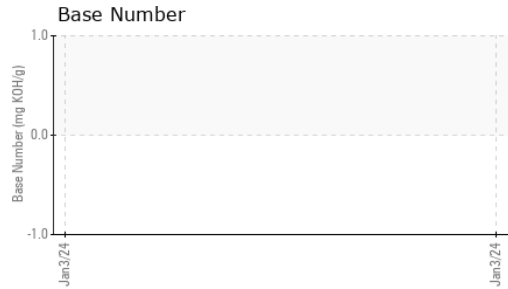 Base Number
Base Number (mg KOH/g)
1.0
0.0
-1.0
Jan3/24
Jan3/24